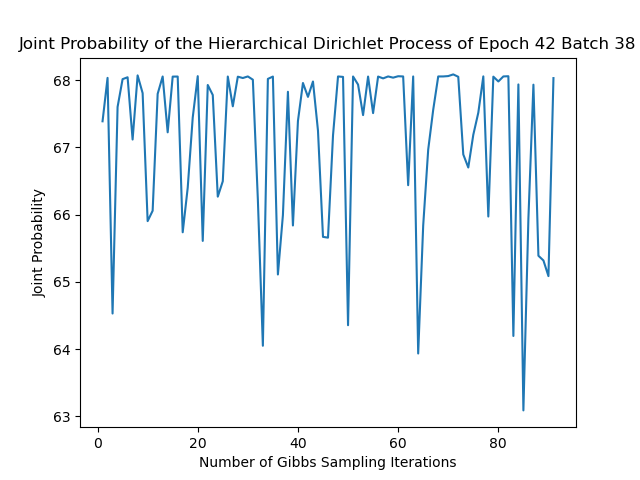 Joint Probability of the Hierarchical Dirichlet Process of Epoch 42 Batch 38
68
67
66
65
64
63
Joint Probability
0 20 40 60 80
Number of Gibbs Sampling Iterations